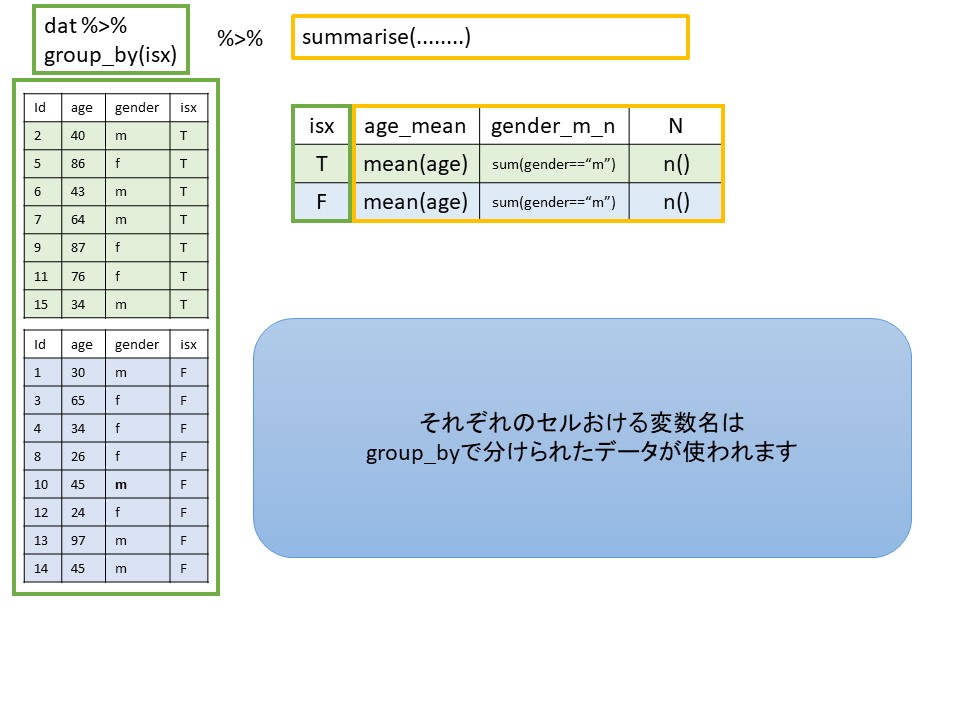 dat %>%
group_by(isx)
%>%
summarise(........)
Id age gender isx
2 40 m T
5 86 f T
6 43 m T
7 64 m T
9 87 f T
11 76 f T
15 34 m T
Id age gender isx
1 30 m F
3 65 f F
4 34 f F
8 26 f F
10 45 m F
12 24 f F
13 97 m F
14 45 m F
isx age_mean gender_m_n N
T mean(age) sum(gender==“m”) n()
F mean(age) sum(gender==“m”) n()
それぞれのセルおける変数名は
group_byで分けられたデータが使われます